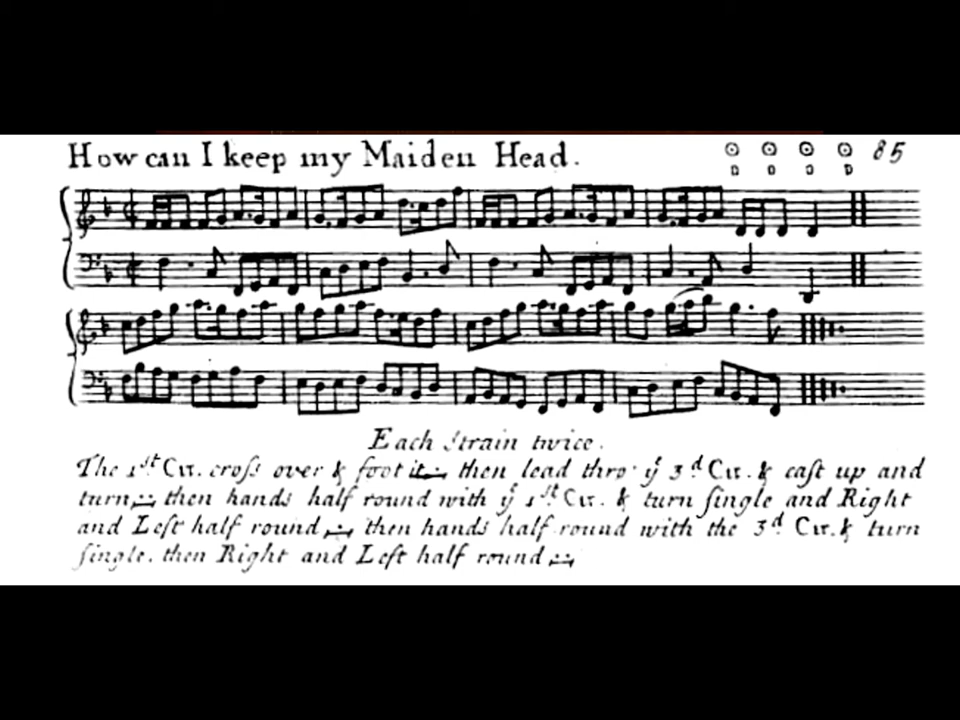 How can I keep my Maiden Head. 85
Each strain twice.
The 1st Cu. cross over & foot it then lead thro' ye 3d Cu. & cast up and
turn then hands half round with ye 1st Cu. & turn single and Right
and Left half round then hands half round with the 3d Cu. & turn
single. then Right and Left half round